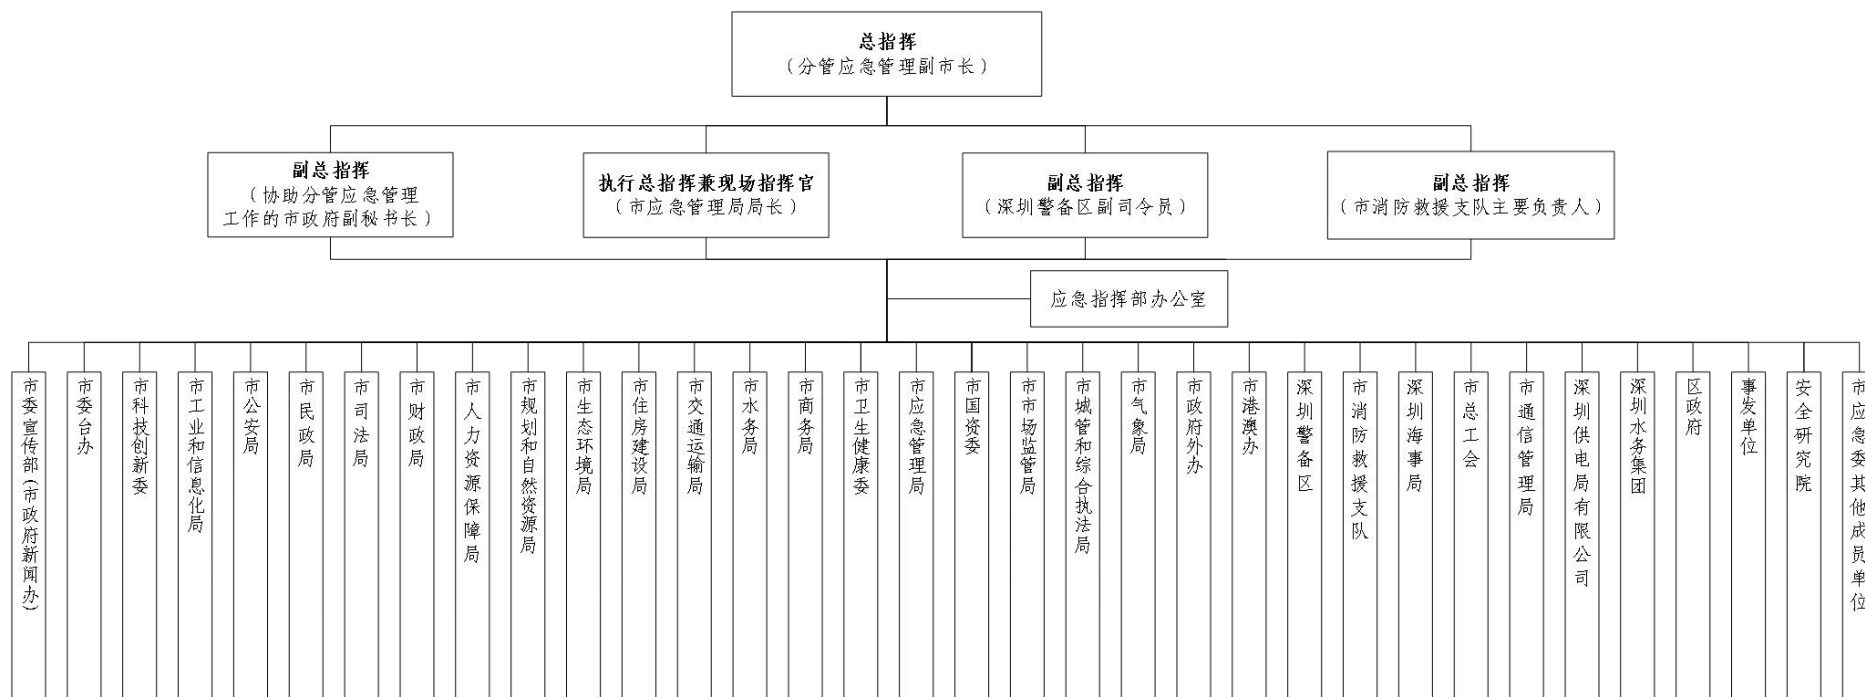 总指挥
（分管应急管理副市长）
副总指挥
（协助分管应急管理
工作的市政府副秘书长）
执行总指挥兼现场指挥官
（市应急管理局局长）
副总指挥
（深圳警备区副司令员）
副总指挥
（市消防救援支队主要负责人）
应急指挥部办公室
市委宣传部（市政府新闻办）
市委台办
市科技创新委
市工业和信息化局
市公安局
市民政局
市司法局
市财政局
市人力资源保障局
市规划和自然资源局
市生态环境局
市住房建设局
市交通运输局
市水务局
市商务局
市卫生健康委
市应急管理局
市国资委
市市场监管局
市城管和综合执法局
市气象局
市政府外办
市港澳办
深圳警备区
市消防救援支队
深圳海事局
市总工会
市通信管理局
深圳供电局有限公司
深圳水务集团
区政府
事发单位
安全研究院
市应急委其他成员单位